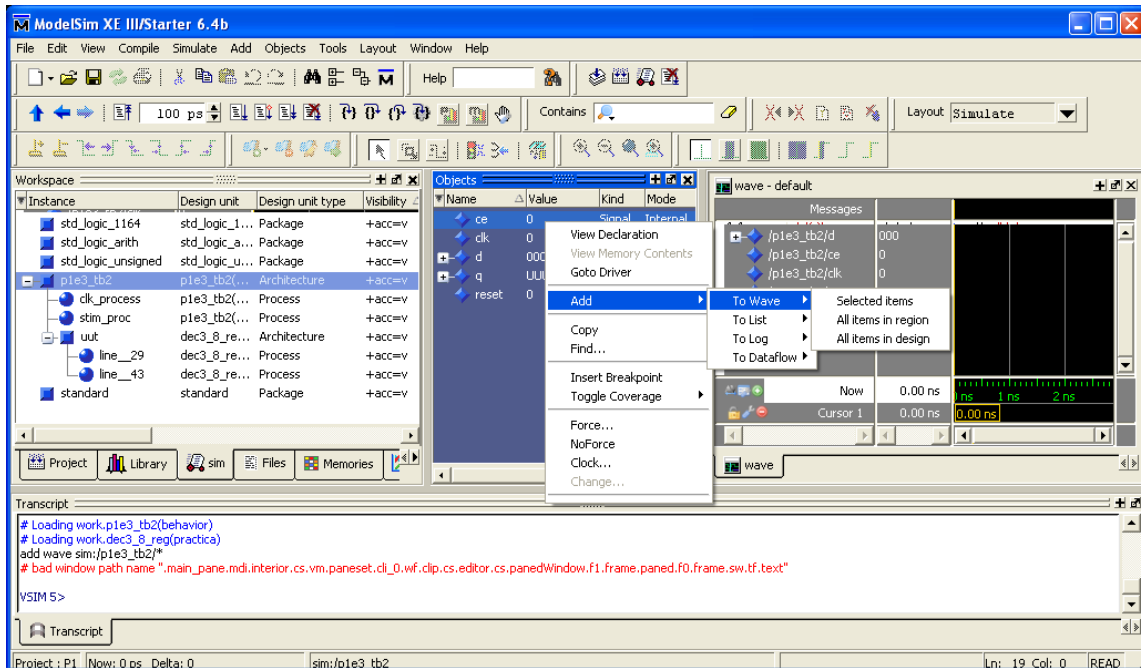 ModelSim XE III/Starter 6.4b
File Edit View Compile Simulate Add Objects Tools Layout Window Help
Help
100 ps Contains Layout Simulate
Workspace
Instance Design unit Design unit type Visibility
std_logic_1164 std_logic_1... Package +acc=v
std_logic_arith std_logic_a... Package +acc=v
std_logic_unsigned std_logic_u... Package +acc=v
p1e3_tb2 p1e3_tb2(... Architecture +acc=v
clk_process p1e3_tb2(... Process +acc=v
stim_proc p1e3_tb2(... Process +acc=v
uut dec3_8_re... Architecture +acc=v
line__29 dec3_8_re... Process +acc=v
line__43 dec3_8_re... Process +acc=v
standard standard Package +acc=v
Project Library sim Files Memories
Objects
Name Value Kind Mode
ce 0 Signal Internal
clk 0
d 000
q UUU
reset 0
View Declaration
View Memory Contents
Goto Driver
Add
Copy
Find...
Insert Breakpoint
Toggle Coverage
Force...
NoForce
Clock...
Change...
To Wave
To List
To Log
To Dataflow
Selected items
All items in region
All items in design
wave - default
Messages
/p1e3_tb2/d 000
/p1e3_tb2/ce 0
/p1e3_tb2/clk 0
Now 0.00 ns ns 1 ns 2 ns
Cursor 1 0.00 ns 0.00 ns
wave
Transcript
# Loading work.p1e3_tb2(behavior)
# Loading work.dec3_8_reg(practica)
add wave sim:/p1e3_tb2/*
# bad window path name ".main_pane.mdi.interior.cs.vm.paneset.cli_0.wf.clip.cs.editor.cs.panedWindow.f1.frame.paned.f0.frame.sw.tf.text"
VSIM 5>
Transcript
Project : P1 Now: 0 ps Delta: 0 sim:/p1e3_tb2 Ln: 19 Col: 0 READ